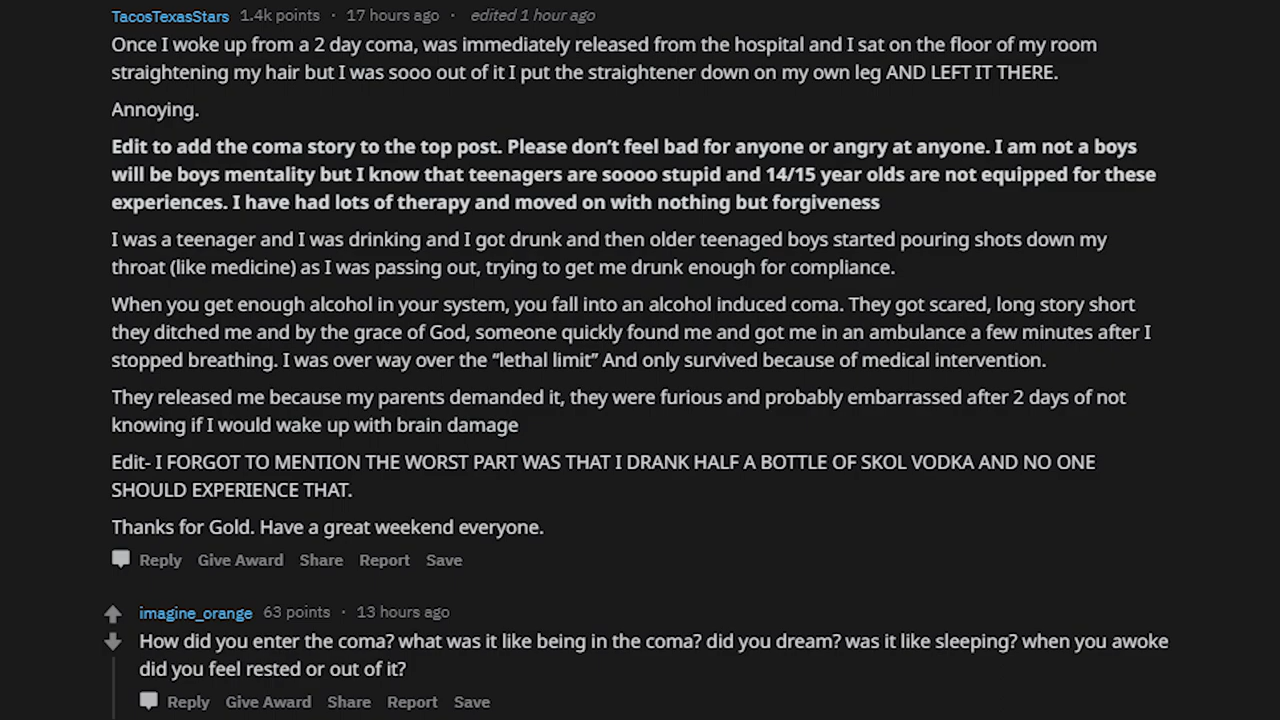 TacosTexasStars 1.4k points · 17 hours ago · edited 1 hour ago
Once I woke up from a 2 day coma, was immediately released from the hospital and I sat on the floor of my room
straightening my hair but I was sooo out of it I put the straightener down on my own leg AND LEFT IT THERE.
Annoying.
Edit to add the coma story to the top post. Please don’t feel bad for anyone or angry at anyone. I am not a boys
will be boys mentality but I know that teenagers are soooo stupid and 14/15 year olds are not equipped for these
experiences. I have had lots of therapy and moved on with nothing but forgiveness
I was a teenager and I was drinking and I got drunk and then older teenaged boys started pouring shots down my
throat (like medicine) as I was passing out, trying to get me drunk enough for compliance.
When you get enough alcohol in your system, you fall into an alcohol induced coma. They got scared, long story short
they ditched me and by the grace of God, someone quickly found me and got me in an ambulance a few minutes after I
stopped breathing. I was over way over the “lethal limit” And only survived because of medical intervention.
They released me because my parents demanded it, they were furious and probably embarrassed after 2 days of not
knowing if I would wake up with brain damage
Edit- I FORGOT TO MENTION THE WORST PART WAS THAT I DRANK HALF A BOTTLE OF SKOL VODKA AND NO ONE
SHOULD EXPERIENCE THAT.
Thanks for Gold. Have a great weekend everyone.
Reply Give Award Share Report Save
imagine_orange 63 points · 13 hours ago
How did you enter the coma? what was it like being in the coma? did you dream? was it like sleeping? when you awoke
did you feel rested or out of it?
Reply Give Award Share Report Save